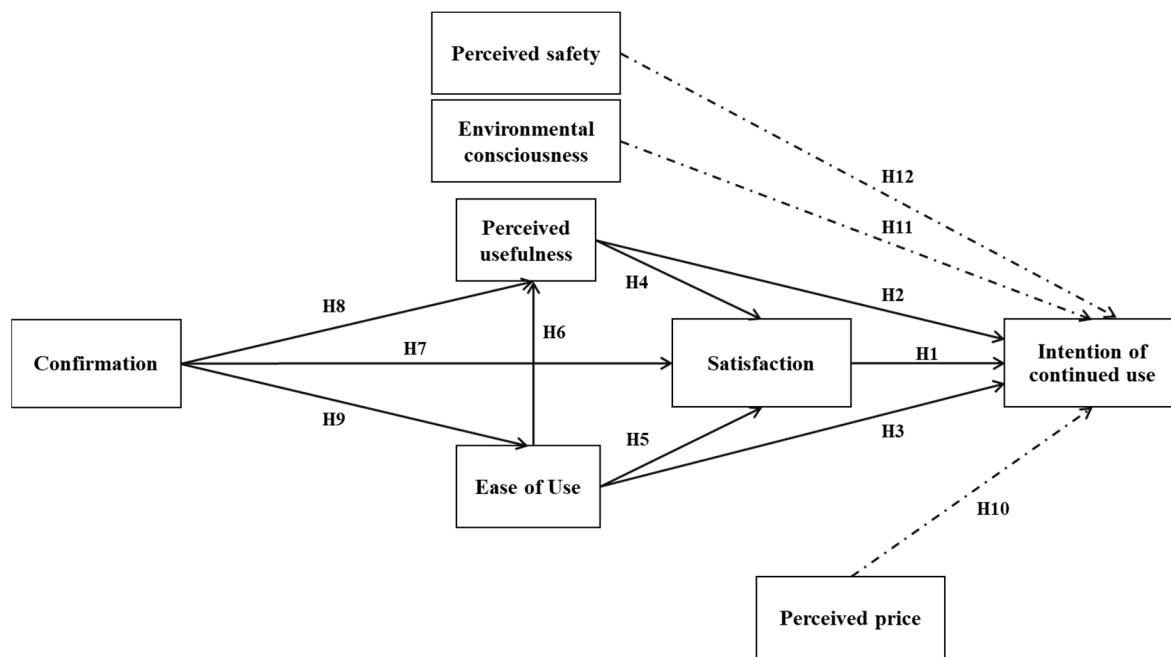 Perceived safety
Environmental
consciousness
H12
H11
Perceived
usefulness
H4
H2
H8
H6
H7
Confirmation
Satisfaction
H1
Intention of
continued use
H9
H5
H3
Ease of Use
H10
Perceived price